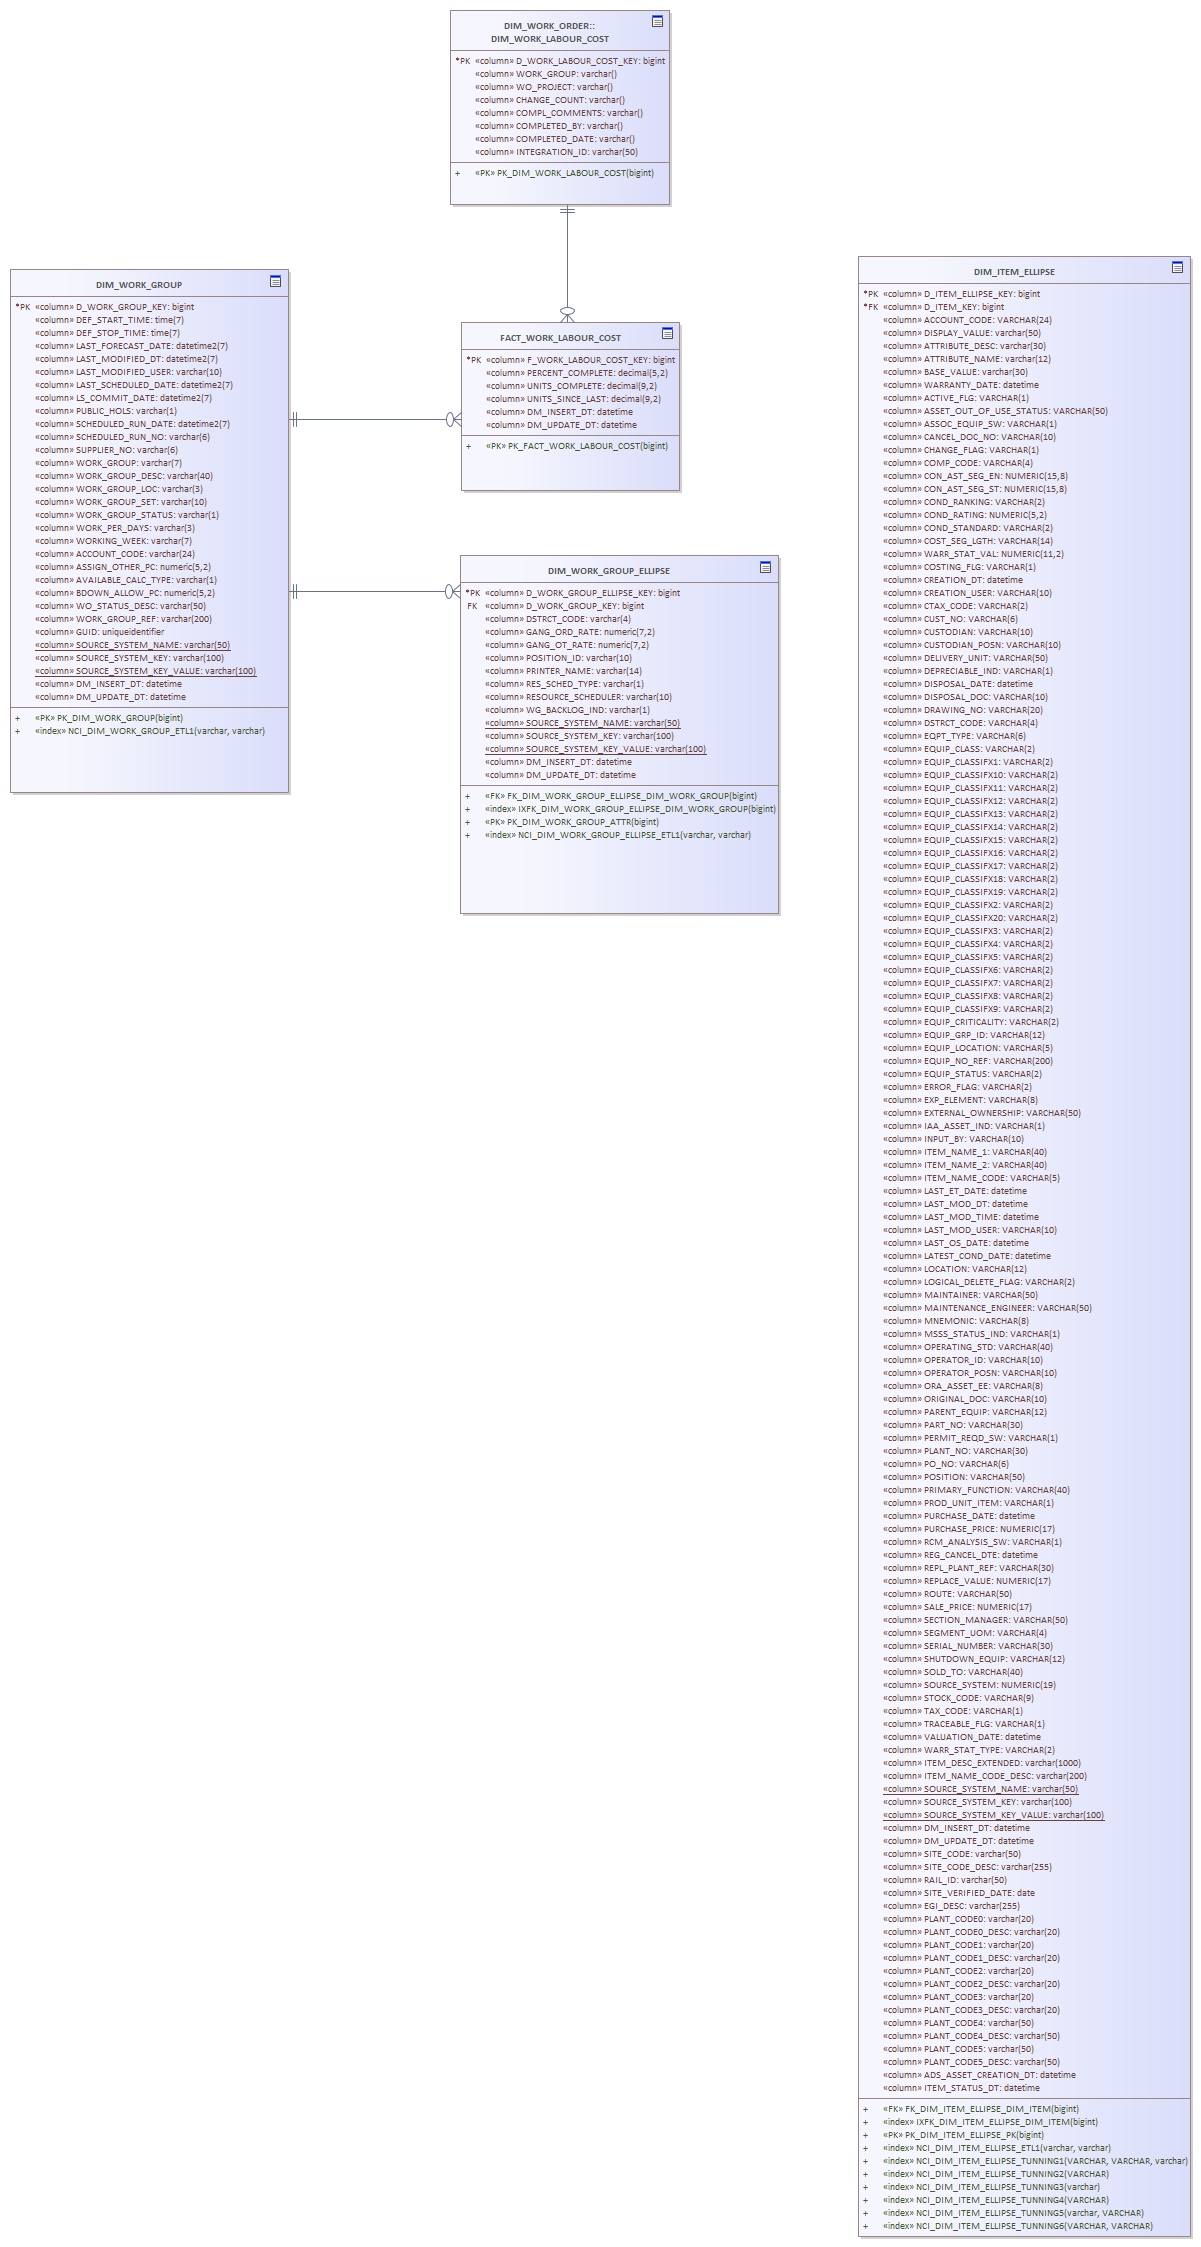 DIM_WORK_ORDER::
DIM_WORK_LABOUR_COST
*PK «column» D_WORK_LABOUR_COST_KEY: bigint
«column» WORK_GROUP: varchar()
«column» WO_PROJECT: varchar()
«column» CHANGE_COUNT: varchar()
«column» COMPL_COMMENTS: varchar()
«column» COMPLETED_BY: varchar()
«column» COMPLETED_DATE: varchar()
«column» INTEGRATION_ID: varchar(50)
+ «PK» PK_DIM_WORK_LABOUR_COST(bigint)
DIM_WORK_GROUP
*PK «column» D_WORK_GROUP_KEY: bigint
«column» DEF_START_TIME: time(7)
«column» DEF_STOP_TIME: time(7)
«column» LAST_FORECAST_DATE: datetime2(7)
«column» LAST_MODIFIED_DT: datetime2(7)
«column» LAST_MODIFIED_USER: varchar(10)
«column» LAST_SCHEDULED_DATE: datetime2(7)
«column» LS_COMMIT_DATE: datetime2(7)
«column» PUBLIC_HOLS: varchar(1)
«column» SCHEDULED_RUN_DATE: datetime2(7)
«column» SCHEDULED_RUN_NO: varchar(6)
«column» SUPPLIER_NO: varchar(6)
«column» WORK_GROUP: varchar(7)
«column» WORK_GROUP_DESC: varchar(40)
«column» WORK_GROUP_LOC: varchar(3)
«column» WORK_GROUP_SET: varchar(10)
«column» WORK_GROUP_STATUS: varchar(1)
«column» WORK_PER_DAYS: varchar(3)
«column» WORKING_WEEK: varchar(7)
«column» ACCOUNT_CODE: varchar(24)
«column» ASSIGN_OTHER_PC: numeric(5,2)
«column» AVAILABLE_CALC_TYPE: varchar(1)
«column» BDOWN_ALLOW_PC: numeric(5,2)
«column» WO_STATUS_DESC: varchar(50)
«column» WORK_GROUP_REF: varchar(200)
«column» GUID: uniqueidentifier
«column» SOURCE_SYSTEM_NAME: varchar(50)
«column» SOURCE_SYSTEM_KEY: varchar(100)
«column» SOURCE_SYSTEM_KEY_VALUE: varchar(100)
«column» DM_INSERT_DT: datetime
«column» DM_UPDATE_DT: datetime
+ «PK» PK_DIM_WORK_GROUP(bigint)
+ «index» NCI_DIM_WORK_GROUP_ETL1(varchar, varchar)
FACT_WORK_LABOUR_COST
*PK «column» F_WORK_LABOUR_COST_KEY: bigint
«column» PERCENT_COMPLETE: decimal(5,2)
«column» UNITS_COMPLETE: decimal(9,2)
«column» UNITS_SINCE_LAST: decimal(9,2)
«column» DM_INSERT_DT: datetime
«column» DM_UPDATE_DT: datetime
+ «PK» PK_FACT_WORK_LABOUR_COST(bigint)
DIM_WORK_GROUP_ELLIPSE
*PK «column» D_WORK_GROUP_ELLIPSE_KEY: bigint
FK «column» D_WORK_GROUP_KEY: bigint
«column» DSTRCT_CODE: varchar(4)
«column» GANG_ORD_RATE: numeric(7,2)
«column» GANG_OT_RATE: numeric(7,2)
«column» POSITION_ID: varchar(10)
«column» PRINTER_NAME: varchar(14)
«column» RES_SCHED_TYPE: varchar(1)
«column» RESOURCE_SCHEDULER: varchar(10)
«column» WG_BACKLOG_IND: varchar(1)
«column» SOURCE_SYSTEM_NAME: varchar(50)
«column» SOURCE_SYSTEM_KEY: varchar(100)
«column» SOURCE_SYSTEM_KEY_VALUE: varchar(100)
«column» DM_INSERT_DT: datetime
«column» DM_UPDATE_DT: datetime
+ «FK» FK_DIM_WORK_GROUP_ELLIPSE_DIM_WORK_GROUP(bigint)
+ «index» IXFK_DIM_WORK_GROUP_ELLIPSE_DIM_WORK_GROUP(bigint)
+ «PK» PK_DIM_WORK_GROUP_ATTR(bigint)
+ «index» NCI_DIM_WORK_GROUP_ELLIPSE_ETL1(varchar, varchar)
DIM_ITEM_ELLIPSE
*PK «column» D_ITEM_ELLIPSE_KEY: bigint
*FK «column» D_ITEM_KEY: bigint
«column» ACCOUNT_CODE: VARCHAR(24)
«column» DISPLAY_VALUE: varchar(50)
«column» ATTRIBUTE_DESC: varchar(30)
«column» ATTRIBUTE_NAME: varchar(12)
«column» BASE_VALUE: varchar(30)
«column» WARRANTY_DATE: datetime
«column» ACTIVE_FLG: VARCHAR(1)
«column» ASSET_OUT_OF_USE_STATUS: VARCHAR(50)
«column» ASSOC_EQUIP_SW: VARCHAR(1)
«column» CANCEL_DOC_NO: VARCHAR(10)
«column» CHANGE_FLAG: VARCHAR(1)
«column» COMP_CODE: VARCHAR(4)
«column» CON_AST_SEG_EN: NUMERIC(15,8)
«column» CON_AST_SEG_ST: NUMERIC(15,8)
«column» COND_RANKING: VARCHAR(2)
«column» COND_RATING: NUMERIC(5,2)
«column» COND_STANDARD: VARCHAR(2)
«column» COST_SEG_LGTH: VARCHAR(14)
«column» WARR_STAT_VAL: NUMERIC(11,2)
«column» COSTING_FLG: VARCHAR(1)
«column» CREATION_DT: datetime
«column» CREATION_USER: VARCHAR(10)
«column» CTAX_CODE: VARCHAR(2)
«column» CUST_NO: VARCHAR(6)
«column» CUSTODIAN: VARCHAR(10)
«column» CUSTODIAN_POSN: VARCHAR(10)
«column» DELIVERY_UNIT: VARCHAR(50)
«column» DEPRECIABLE_IND: VARCHAR(1)
«column» DISPOSAL_DATE: datetime
«column» DISPOSAL_DOC: VARCHAR(10)
«column» DRAWING_NO: VARCHAR(20)
«column» DSTRCT_CODE: VARCHAR(4)
«column» EQPT_TYPE: VARCHAR(6)
«column» EQUIP_CLASS: VARCHAR(2)
«column» EQUIP_CLASSIFX1: VARCHAR(2)
«column» EQUIP_CLASSIFX10: VARCHAR(2)
«column» EQUIP_CLASSIFX11: VARCHAR(2)
«column» EQUIP_CLASSIFX12: VARCHAR(2)
«column» EQUIP_CLASSIFX13: VARCHAR(2)
«column» EQUIP_CLASSIFX14: VARCHAR(2)
«column» EQUIP_CLASSIFX15: VARCHAR(2)
«column» EQUIP_CLASSIFX16: VARCHAR(2)
«column» EQUIP_CLASSIFX17: VARCHAR(2)
«column» EQUIP_CLASSIFX18: VARCHAR(2)
«column» EQUIP_CLASSIFX19: VARCHAR(2)
«column» EQUIP_CLASSIFX2: VARCHAR(2)
«column» EQUIP_CLASSIFX20: VARCHAR(2)
«column» EQUIP_CLASSIFX3: VARCHAR(2)
«column» EQUIP_CLASSIFX4: VARCHAR(2)
«column» EQUIP_CLASSIFX5: VARCHAR(2)
«column» EQUIP_CLASSIFX6: VARCHAR(2)
«column» EQUIP_CLASSIFX7: VARCHAR(2)
«column» EQUIP_CLASSIFX8: VARCHAR(2)
«column» EQUIP_CLASSIFX9: VARCHAR(2)
«column» EQUIP_CRITICALITY: VARCHAR(2)
«column» EQUIP_GRP_ID: VARCHAR(12)
«column» EQUIP_LOCATION: VARCHAR(5)
«column» EQUIP_NO_REF: VARCHAR(200)
«column» EQUIP_STATUS: VARCHAR(2)
«column» ERROR_FLAG: VARCHAR(2)
«column» EXP_ELEMENT: VARCHAR(8)
«column» EXTERNAL_OWNERSHIP: VARCHAR(50)
«column» IAA_ASSET_IND: VARCHAR(1)
«column» INPUT_BY: VARCHAR(10)
«column» ITEM_NAME_1: VARCHAR(40)
«column» ITEM_NAME_2: VARCHAR(40)
«column» ITEM_NAME_CODE: VARCHAR(5)
«column» LAST_ET_DATE: datetime
«column» LAST_MOD_DT: datetime
«column» LAST_MOD_TIME: datetime
«column» LAST_MOD_USER: VARCHAR(10)
«column» LAST_OS_DATE: datetime
«column» LATEST_COND_DATE: datetime
«column» LOCATION: VARCHAR(12)
«column» LOGICAL_DELETE_FLAG: VARCHAR(2)
«column» MAINTAINER: VARCHAR(50)
«column» MAINTENANCE_ENGINEER: VARCHAR(50)
«column» MNEMONIC: VARCHAR(8)
«column» MSSS_STATUS_IND: VARCHAR(1)
«column» OPERATING_STD: VARCHAR(40)
«column» OPERATOR_ID: VARCHAR(10)
«column» OPERATOR_POSN: VARCHAR(10)
«column» ORA_ASSET_EE: VARCHAR(8)
«column» ORIGINAL_DOC: VARCHAR(10)
«column» PARENT_EQUIP: VARCHAR(12)
«column» PART_NO: VARCHAR(30)
«column» PERMIT_REQD_SW: VARCHAR(1)
«column» PLANT_NO: VARCHAR(30)
«column» PO_NO: VARCHAR(6)
«column» POSITION: VARCHAR(50)
«column» PRIMARY_FUNCTION: VARCHAR(40)
«column» PROD_UNIT_ITEM: VARCHAR(1)
«column» PURCHASE_DATE: datetime
«column» PURCHASE_PRICE: NUMERIC(17)
«column» RCM_ANALYSIS_SW: VARCHAR(1)
«column» REG_CANCEL_DTE: datetime
«column» REPL_PLANT_REF: VARCHAR(30)
«column» REPLACE_VALUE: NUMERIC(17)
«column» ROUTE: VARCHAR(50)
«column» SALE_PRICE: NUMERIC(17)
«column» SECTION_MANAGER: VARCHAR(50)
«column» SEGMENT_UOM: VARCHAR(4)
«column» SERIAL_NUMBER: VARCHAR(30)
«column» SHUTDOWN_EQUIP: VARCHAR(12)
«column» SOLD_TO: VARCHAR(40)
«column» SOURCE_SYSTEM: NUMERIC(19)
«column» STOCK_CODE: VARCHAR(9)
«column» TAX_CODE: VARCHAR(1)
«column» TRACEABLE_FLG: VARCHAR(1)
«column» VALUATION_DATE: datetime
«column» WARR_STAT_TYPE: VARCHAR(2)
«column» ITEM_DESC_EXTENDED: varchar(1000)
«column» ITEM_NAME_CODE_DESC: varchar(200)
«column» SOURCE_SYSTEM_NAME: varchar(50)
«column» SOURCE_SYSTEM_KEY: varchar(100)
«column» SOURCE_SYSTEM_KEY_VALUE: varchar(100)
«column» DM_INSERT_DT: datetime
«column» DM_UPDATE_DT: datetime
«column» SITE_CODE: varchar(50)
«column» SITE_CODE_DESC: varchar(255)
«column» RAIL_ID: varchar(50)
«column» SITE_VERIFIED_DATE: date
«column» EGI_DESC: varchar(255)
«column» PLANT_CODE0: varchar(20)
«column» PLANT_CODE0_DESC: varchar(20)
«column» PLANT_CODE1: varchar(20)
«column» PLANT_CODE1_DESC: varchar(20)
«column» PLANT_CODE2: varchar(20)
«column» PLANT_CODE2_DESC: varchar(20)
«column» PLANT_CODE3: varchar(20)
«column» PLANT_CODE3_DESC: varchar(20)
«column» PLANT_CODE4: varchar(50)
«column» PLANT_CODE4_DESC: varchar(50)
«column» PLANT_CODE5: varchar(50)
«column» PLANT_CODE5_DESC: varchar(50)
«column» ADS_ASSET_CREATION_DT: datetime
«column» ITEM_STATUS_DT: datetime
+ «FK» FK_DIM_ITEM_ELLIPSE_DIM_ITEM(bigint)
+ «index» IXFK_DIM_ITEM_ELLIPSE_DIM_ITEM(bigint)
+ «PK» PK_DIM_ITEM_ELLIPSE_PK(bigint)
+ «index» NCI_DIM_ITEM_ELLIPSE_ETL1(varchar, varchar)
+ «index» NCI_DIM_ITEM_ELLIPSE_TUNNING1(VARCHAR, VARCHAR, varchar)
+ «index» NCI_DIM_ITEM_ELLIPSE_TUNNING2(VARCHAR)
+ «index» NCI_DIM_ITEM_ELLIPSE_TUNNING3(varchar)
+ «index» NCI_DIM_ITEM_ELLIPSE_TUNNING4(VARCHAR)
+ «index» NCI_DIM_ITEM_ELLIPSE_TUNNING5(varchar, VARCHAR)
+ «index» NCI_DIM_ITEM_ELLIPSE_TUNNING6(VARCHAR, VARCHAR)